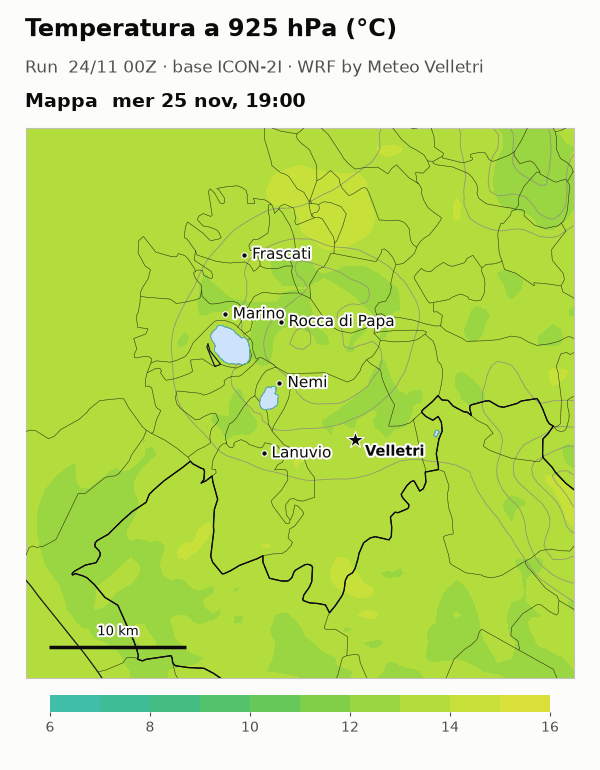 Temperatura a 925 hPa (°C)
Run  24/11 00Z · base ICON-2I · WRF by Meteo Velletri
Mappa  mer 25 nov, 19:00
Frascati
Marino
Rocca di Papa
Nemi
Velletri
Lanuvio
10 km
6 8 10 12 14 16